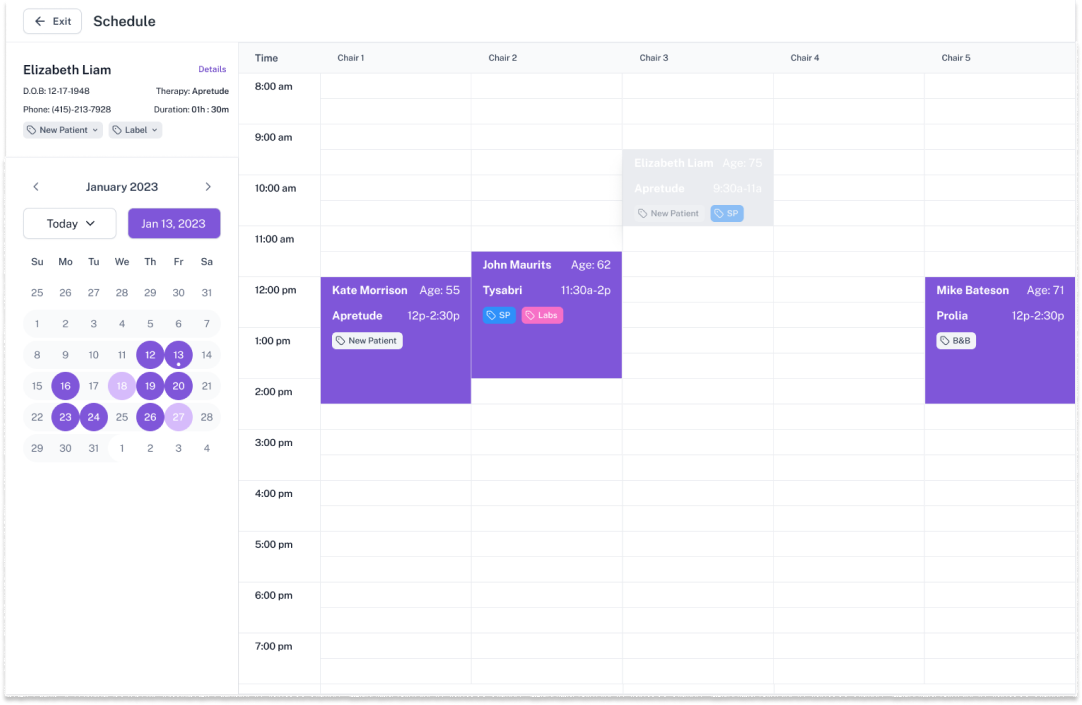 Exit Schedule
Elizabeth Liam Details
D.O.B: 12-17-1948 Therapy: Apretude
Phone: (415)-213-7928 Duration: 01h : 30m
New Patient Label
January 2023
Today Jan 13, 2023
Su Mo Tu We Th Fr Sa
25 26 27 28 29 30 31
1 2 3 4 5 6 7
8 9 10 11 12 13 14
15 16 17 18 19 20 21
22 23 24 25 26 27 28
29 30 31 1 2 3 4
Time Chair 1 Chair 2 Chair 3 Chair 4 Chair 5
8:00 am
9:00 am
10:00 am
11:00 am
12:00 pm
1:00 pm
2:00 pm
3:00 pm
4:00 pm
5:00 pm
6:00 pm
7:00 pm
Kate Morrison Age: 55
Apretude 12p-2:30p
New Patient
John Maurits Age: 62
Tysabri 11:30a-2p
SP Labs
Elizabeth Liam Age: 75
Apretude 9:30a-11a
New Patient SP
Mike Bateson Age: 71
Prolia 12p-2:30p
B&B